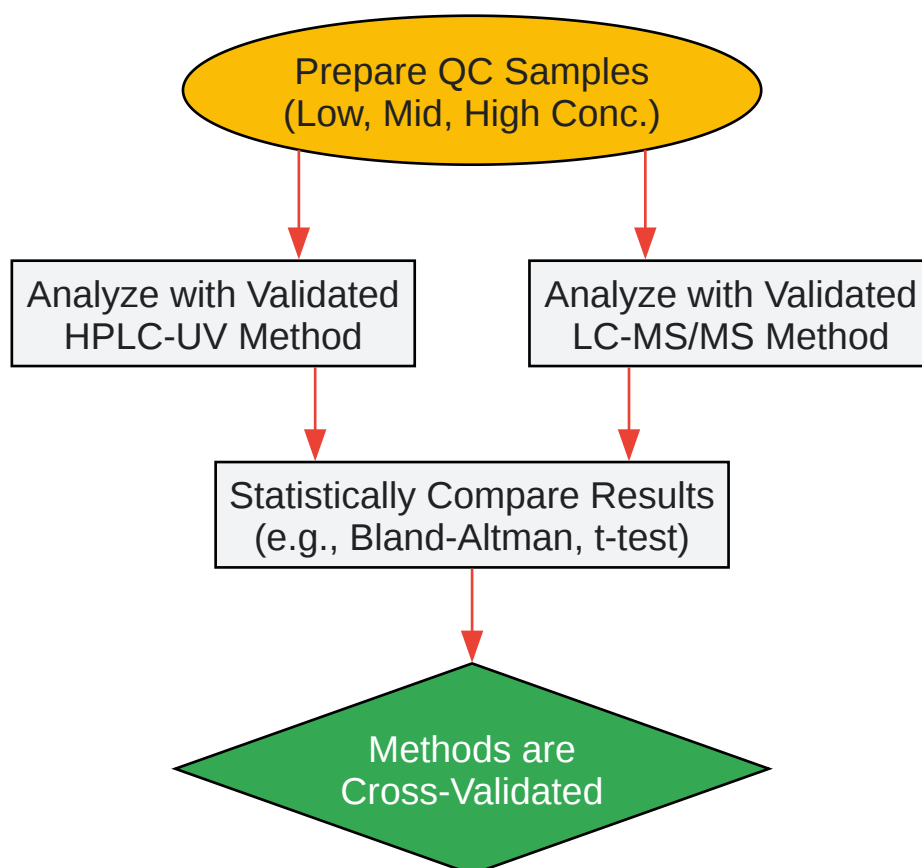 Prepare QC Samples
(Low, Mid, High Conc.)
Analyze with Validated
HPLC-UV Method
Analyze with Validated
LC-MS/MS Method
Statistically Compare Results
(e.g., Bland-Altman, t-test)
Methods are
Cross-Validated